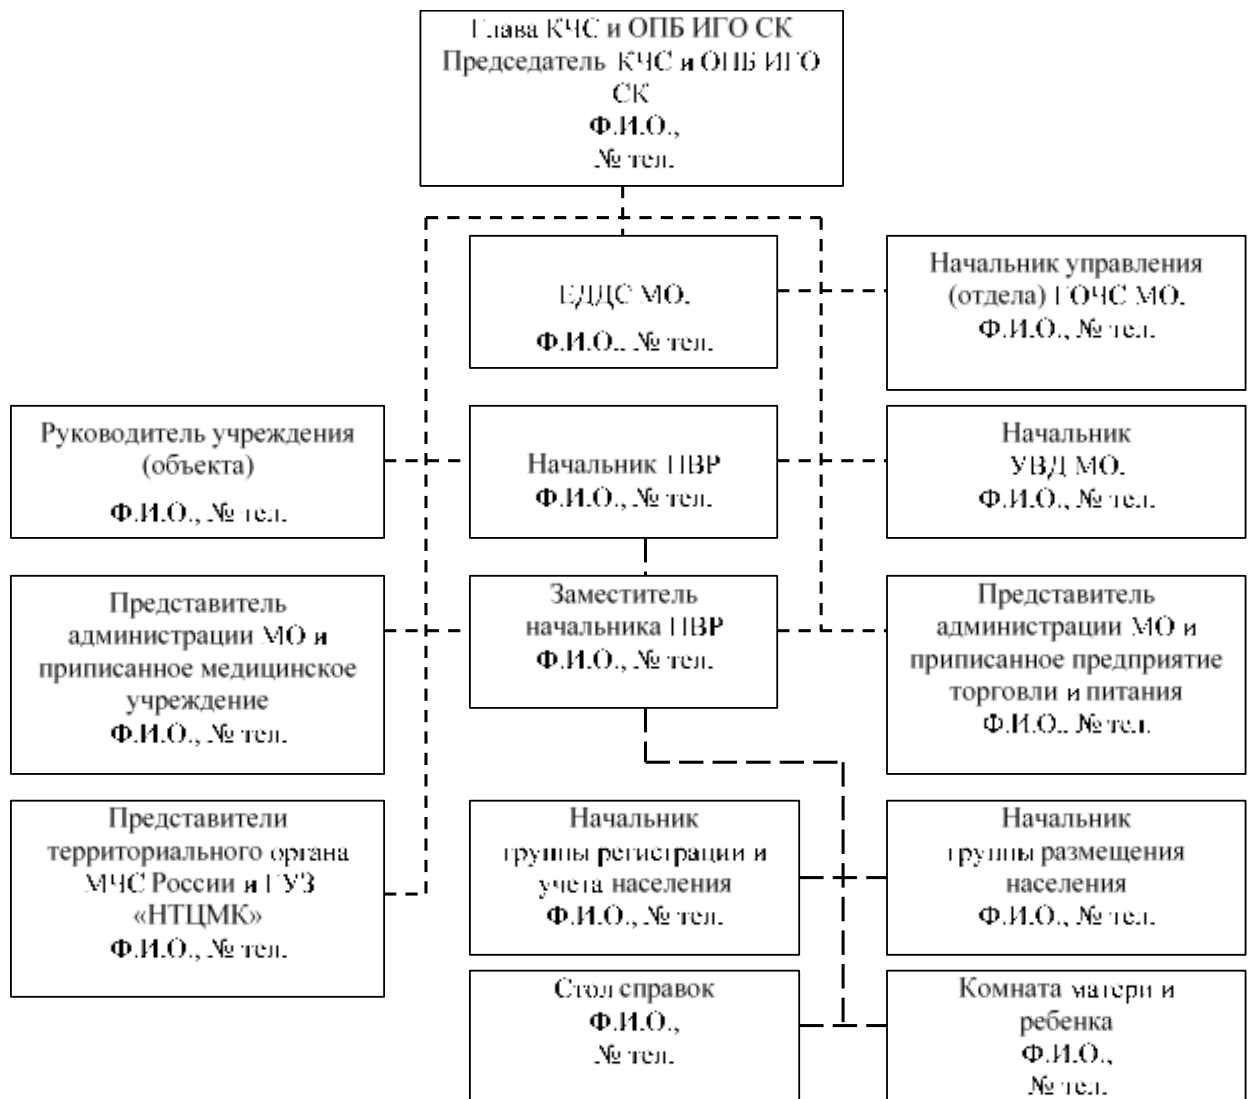 Глава КЧС и ОПБ ИГО СК
Председатель КЧС и ОПБ ИГО
СК
Ф.И.О.,
№ тел.
ЕДДС МО.
Ф.И.О., № тел.
Начальник управления
(отдела) ГОЧС МО.
Ф.И.О., № тел.
Руководитель учреждения
(объекта)
Ф.И.О., № тел.
Начальник ПВР
Ф.И.О., № тел.
Начальник
УВД МО.
Ф.И.О., № тел.
Представитель
администрации МО и
приписанное медицинское
учреждение
Ф.И.О., № тел.
Заместитель
начальника ПВР
Ф.И.О., № тел.
Представитель
администрации МО и
приписанное предприятие
торговли и питания
Ф.И.О., № тел.
Представители
территориального органа
МЧС России и ГУЗ
«НТЦМК»
Ф.И.О., № тел.
Начальник
группы регистрации и
учета населения
Ф.И.О., № тел.
Начальник
группы размещения
населения
Ф.И.О., № тел.
Стол справок
Ф.И.О.,
№ тел.
Комната матери и
ребенка
Ф.И.О.,
№ тел.